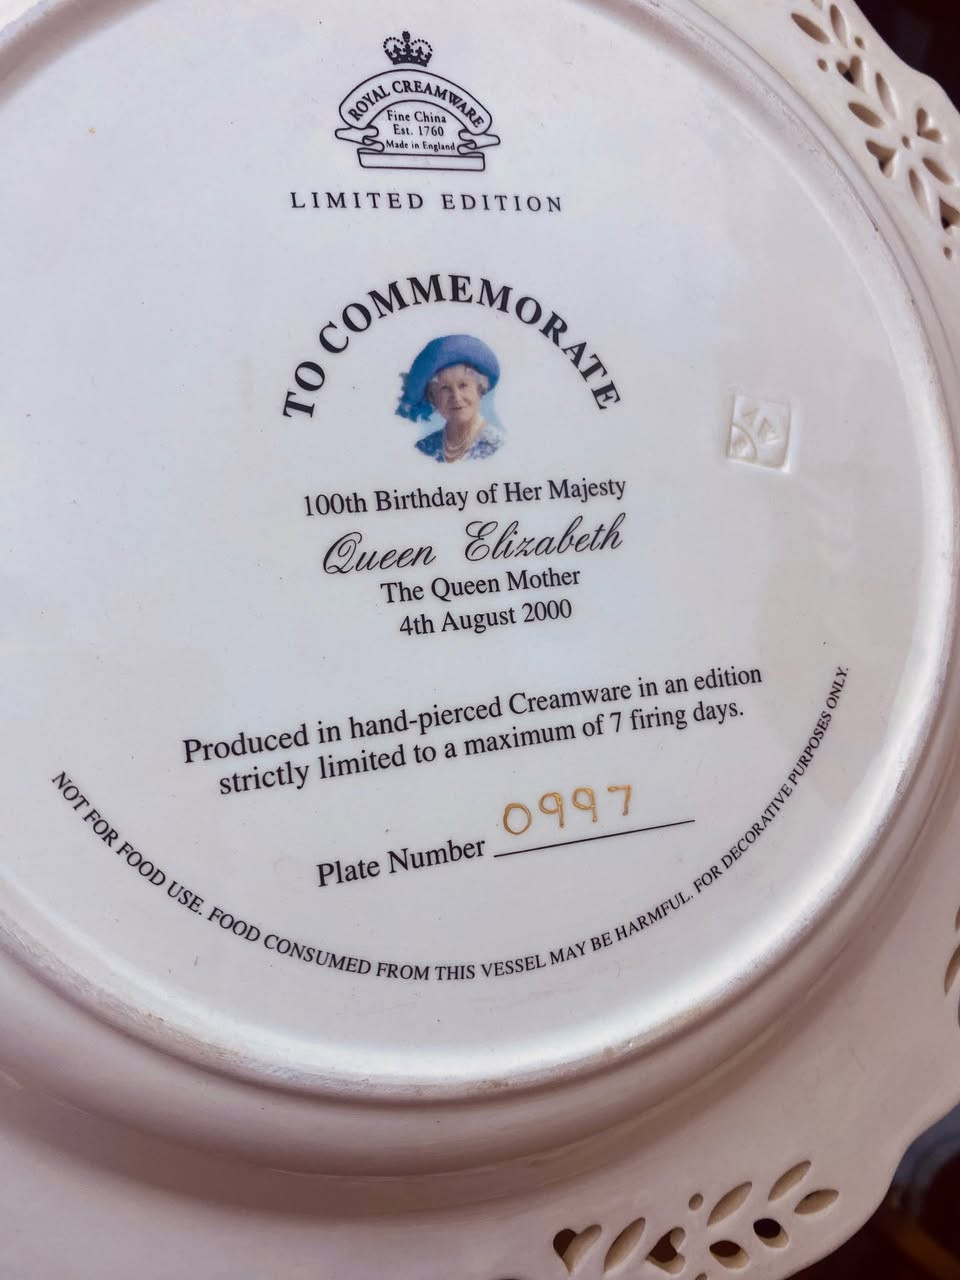 ROYAL CREAMWARE
Fine China
Est. 1760
Made in England
LIMITED EDITION
TO COMMEMORATE
100th Birthday of Her Majesty
Queen Elizabeth
The Queen Mother
4th August 2000
Produced in hand-pierced Creamware in an edition
strictly limited to a maximum of 7 firing days.
Plate Number 0997
NOT FOR FOOD USE. FOOD CONSUMED FROM THIS VESSEL MAY BE HARMFUL. FOR DECORATIVE PURPOSES ONLY.